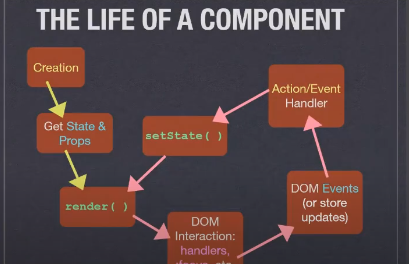 THE LIFE OF A COMPONENT
Creation
Get State &
Props
render( )
setState( )
Action/Event
Handler
DOM Events
(or store
updates)
DOM
Interaction:
handlers,